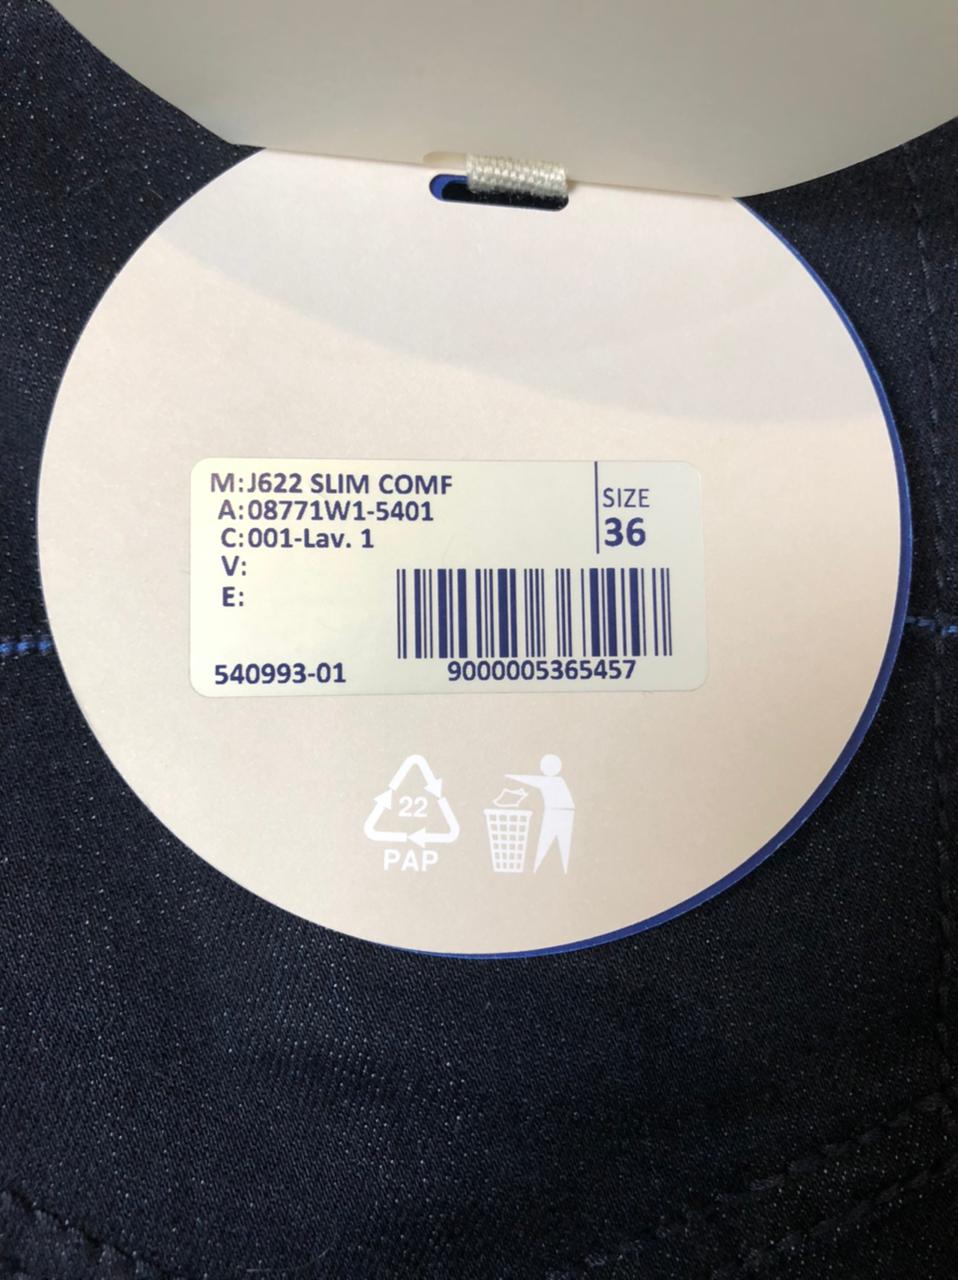 M:J622 SLIM COMF
A:08771W1-5401
C:001-Lav. 1
V:
E:
SIZE
36
540993-01
9000005365457
22
PAP